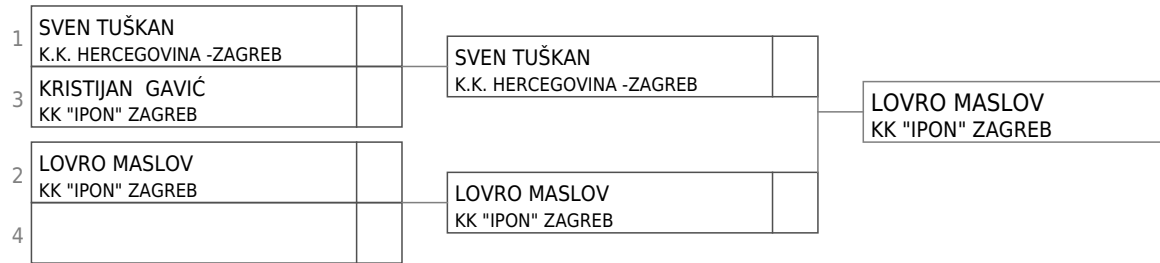 1
SVEN TUŠKAN
K.K. HERCEGOVINA -ZAGREB
3
KRISTIJAN  GAVIĆ
KK "IPON" ZAGREB
2
LOVRO MASLOV
KK "IPON" ZAGREB
4
SVEN TUŠKAN
K.K. HERCEGOVINA -ZAGREB
LOVRO MASLOV
KK "IPON" ZAGREB
LOVRO MASLOV
KK "IPON" ZAGREB